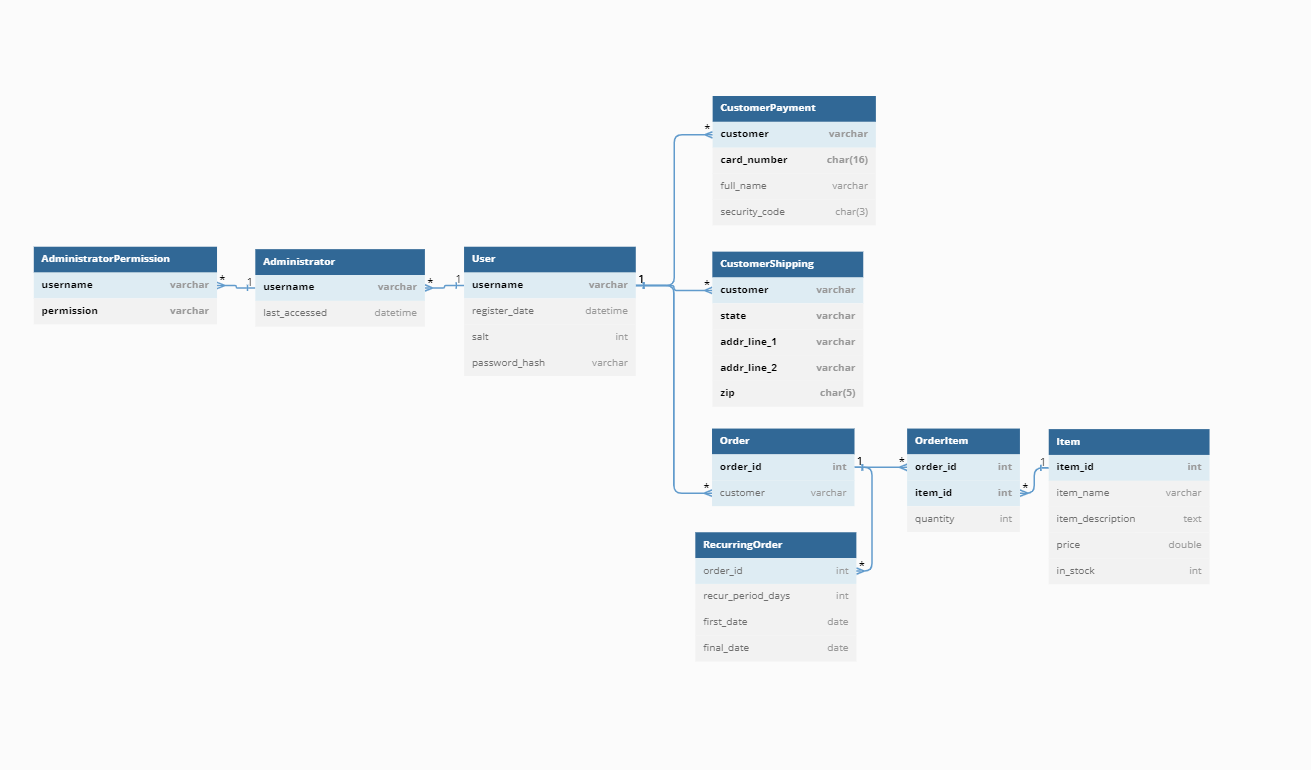 CustomerPayment
customer varchar
card_number char(16)
full_name varchar
security_code char(3)
AdministratorPermission
username varchar
permission varchar
Administrator
username varchar
last_accessed datetime
User
username varchar
register_date datetime
salt int
password_hash varchar
CustomerShipping
customer varchar
state varchar
addr_line_1 varchar
addr_line_2 varchar
zip char(5)
Order
order_id int
customer varchar
OrderItem
order_id int
item_id int
quantity int
Item
item_id int
item_name varchar
item_description text
price double
in_stock int
RecurringOrder
order_id int
recur_period_days int
first_date date
final_date date
*
1
*
1
1
*
*
*
1
*
*
1
*